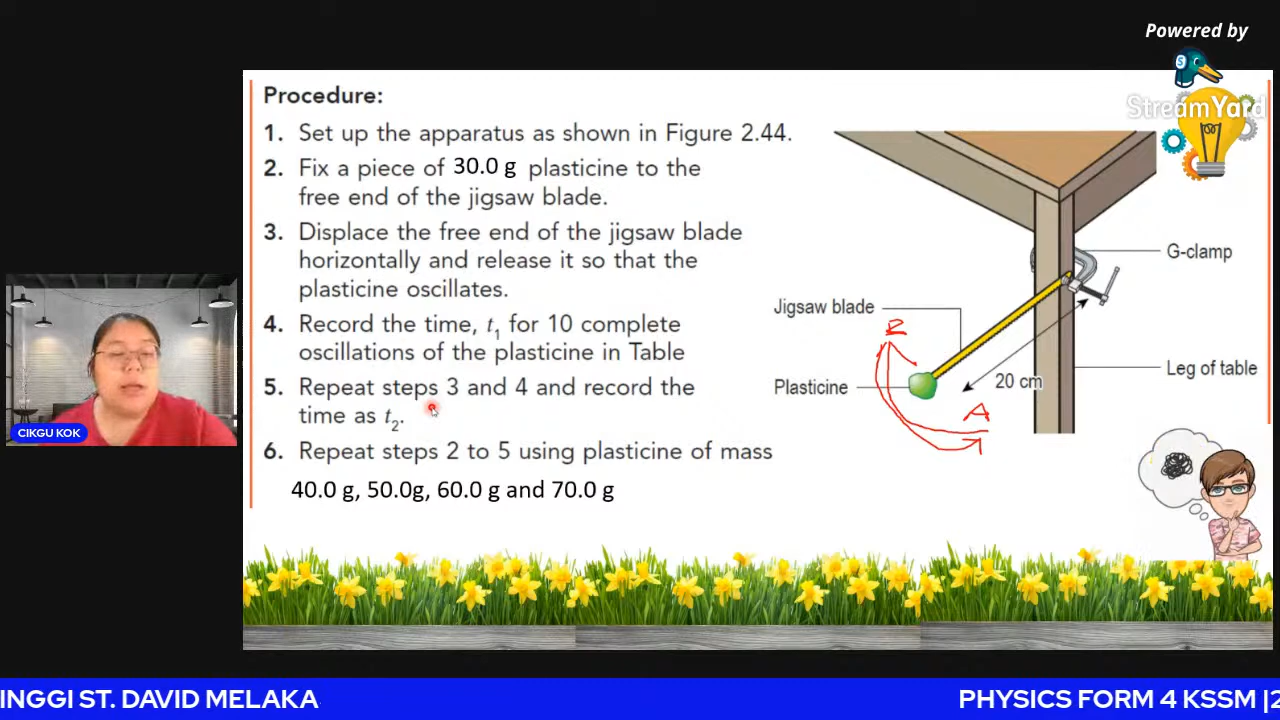 Powered by
S
StreamYard
Procedure:
1. Set up the apparatus as shown in Figure 2.44.
2. Fix a piece of 30.0 g plasticine to the
free end of the jigsaw blade.
3. Displace the free end of the jigsaw blade
horizontally and release it so that the
plasticine oscillates.
4. Record the time, t1 for 10 complete
oscillations of the plasticine in Table
5. Repeat steps 3 and 4 and record the
time as t2.
6. Repeat steps 2 to 5 using plasticine of mass
40.0 g, 50.0g, 60.0 g and 70.0 g
G-clamp
Jigsaw blade
B
Plasticine
20 cm
A
Leg of table
CIKGU KOK
INGGI ST. DAVID MELAKA
PHYSICS FORM 4 KSSM |2